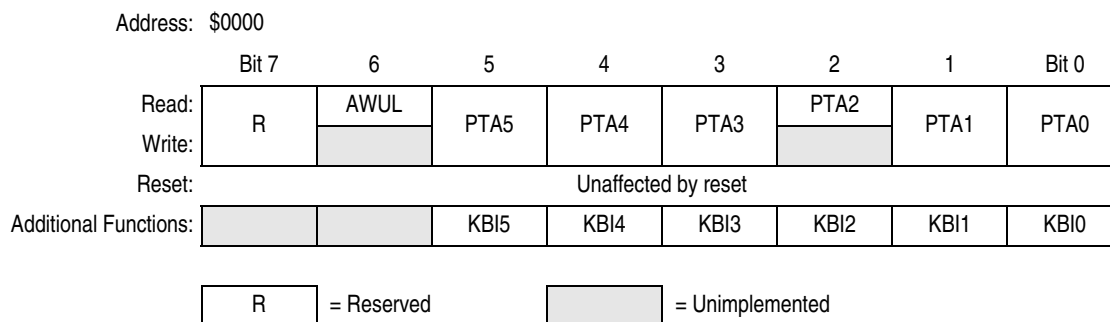 Address: $0000
Bit 7 6 5 4 3 2 1 Bit 0
Read: R AWUL PTA5 PTA4 PTA3 PTA2 PTA1 PTA0
Write:
Reset: Unaffected by reset
Additional Functions: KBI5 KBI4 KBI3 KBI2 KBI1 KBI0
R = Reserved = Unimplemented